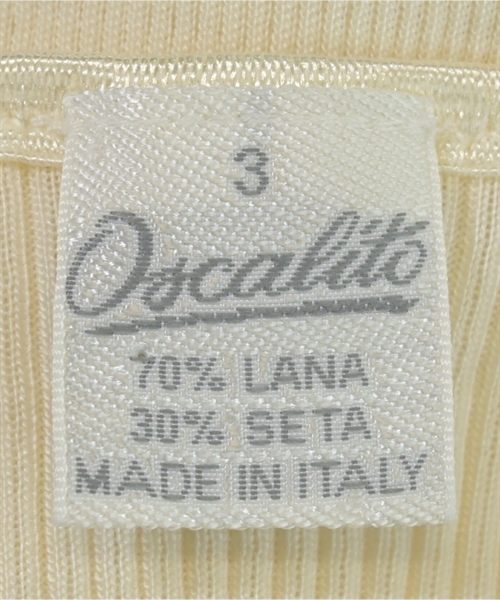 3
Oscalito
70% LANA
30% SETA
MADE IN ITALY